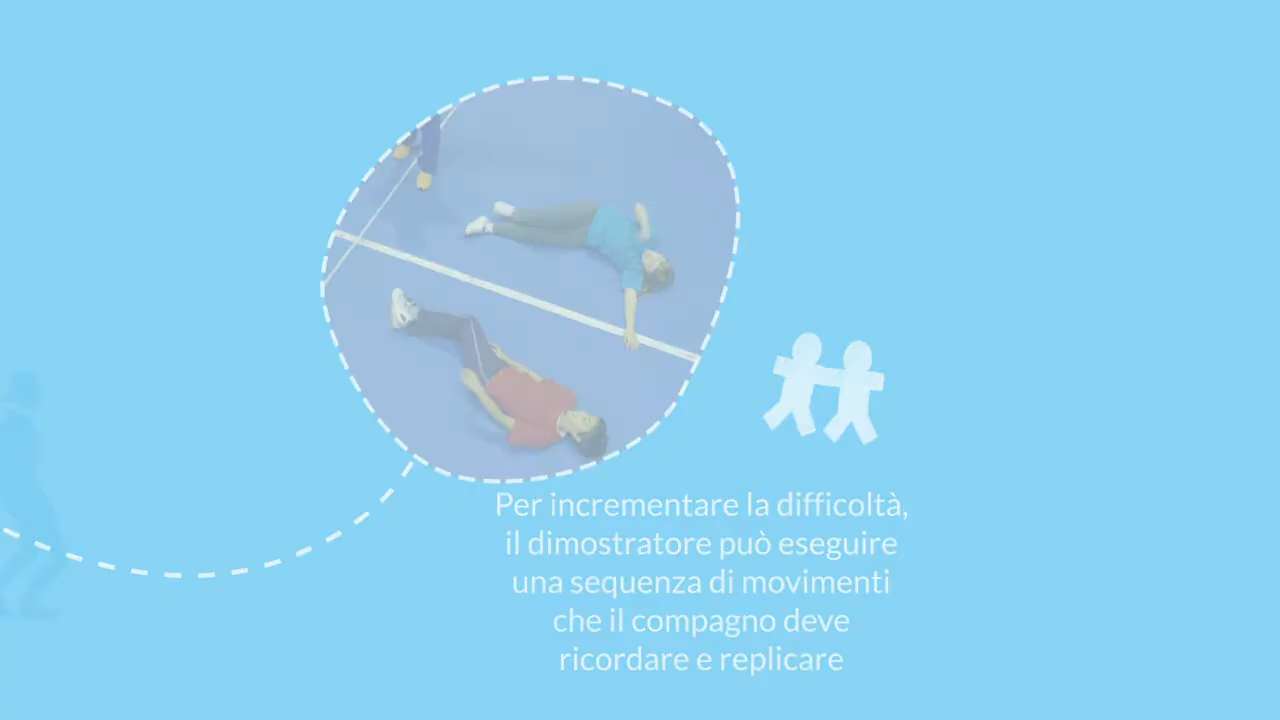 Per incrementare la difficoltà,
il dimostratore può eseguire
una sequenza di movimenti
che il compagno deve
ricordare e replicare